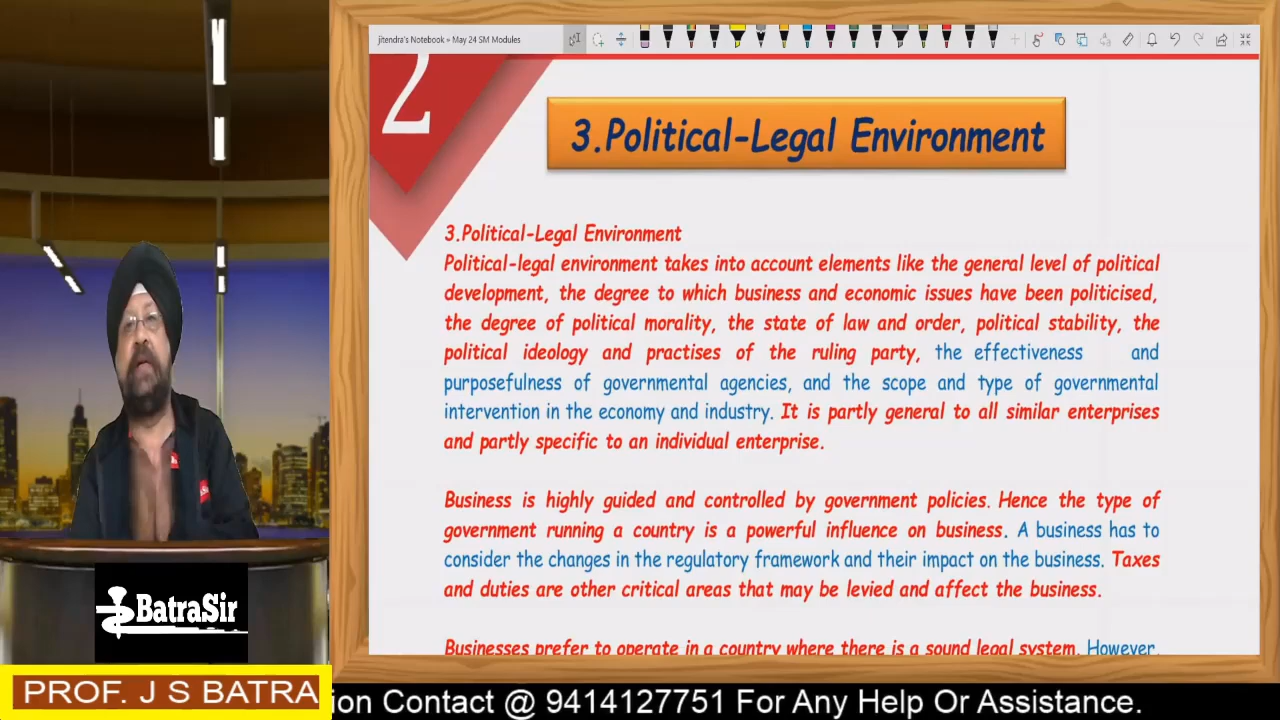 jitendra's Notebook » May 24 SM Modules
2
3.Political-Legal Environment
3.Political-Legal Environment
Political-legal environment takes into account elements like the general level of political
development, the degree to which business and economic issues have been politicised,
the degree of political morality, the state of law and order, political stability, the
political ideology and practises of the ruling party, the effectiveness and
purposefulness of governmental agencies, and the scope and type of governmental
intervention in the economy and industry. It is partly general to all similar enterprises
and partly specific to an individual enterprise.
Business is highly guided and controlled by government policies. Hence the type of
government running a country is a powerful influence on business. A business has to
consider the changes in the regulatory framework and their impact on the business. Taxes
and duties are other critical areas that may be levied and affect the business.
Businesses prefer to operate in a country where there is a sound legal system. However,
BatraSir
PROF. J S BATRA
ion Contact @ 9414127751 For Any Help Or Assistance.